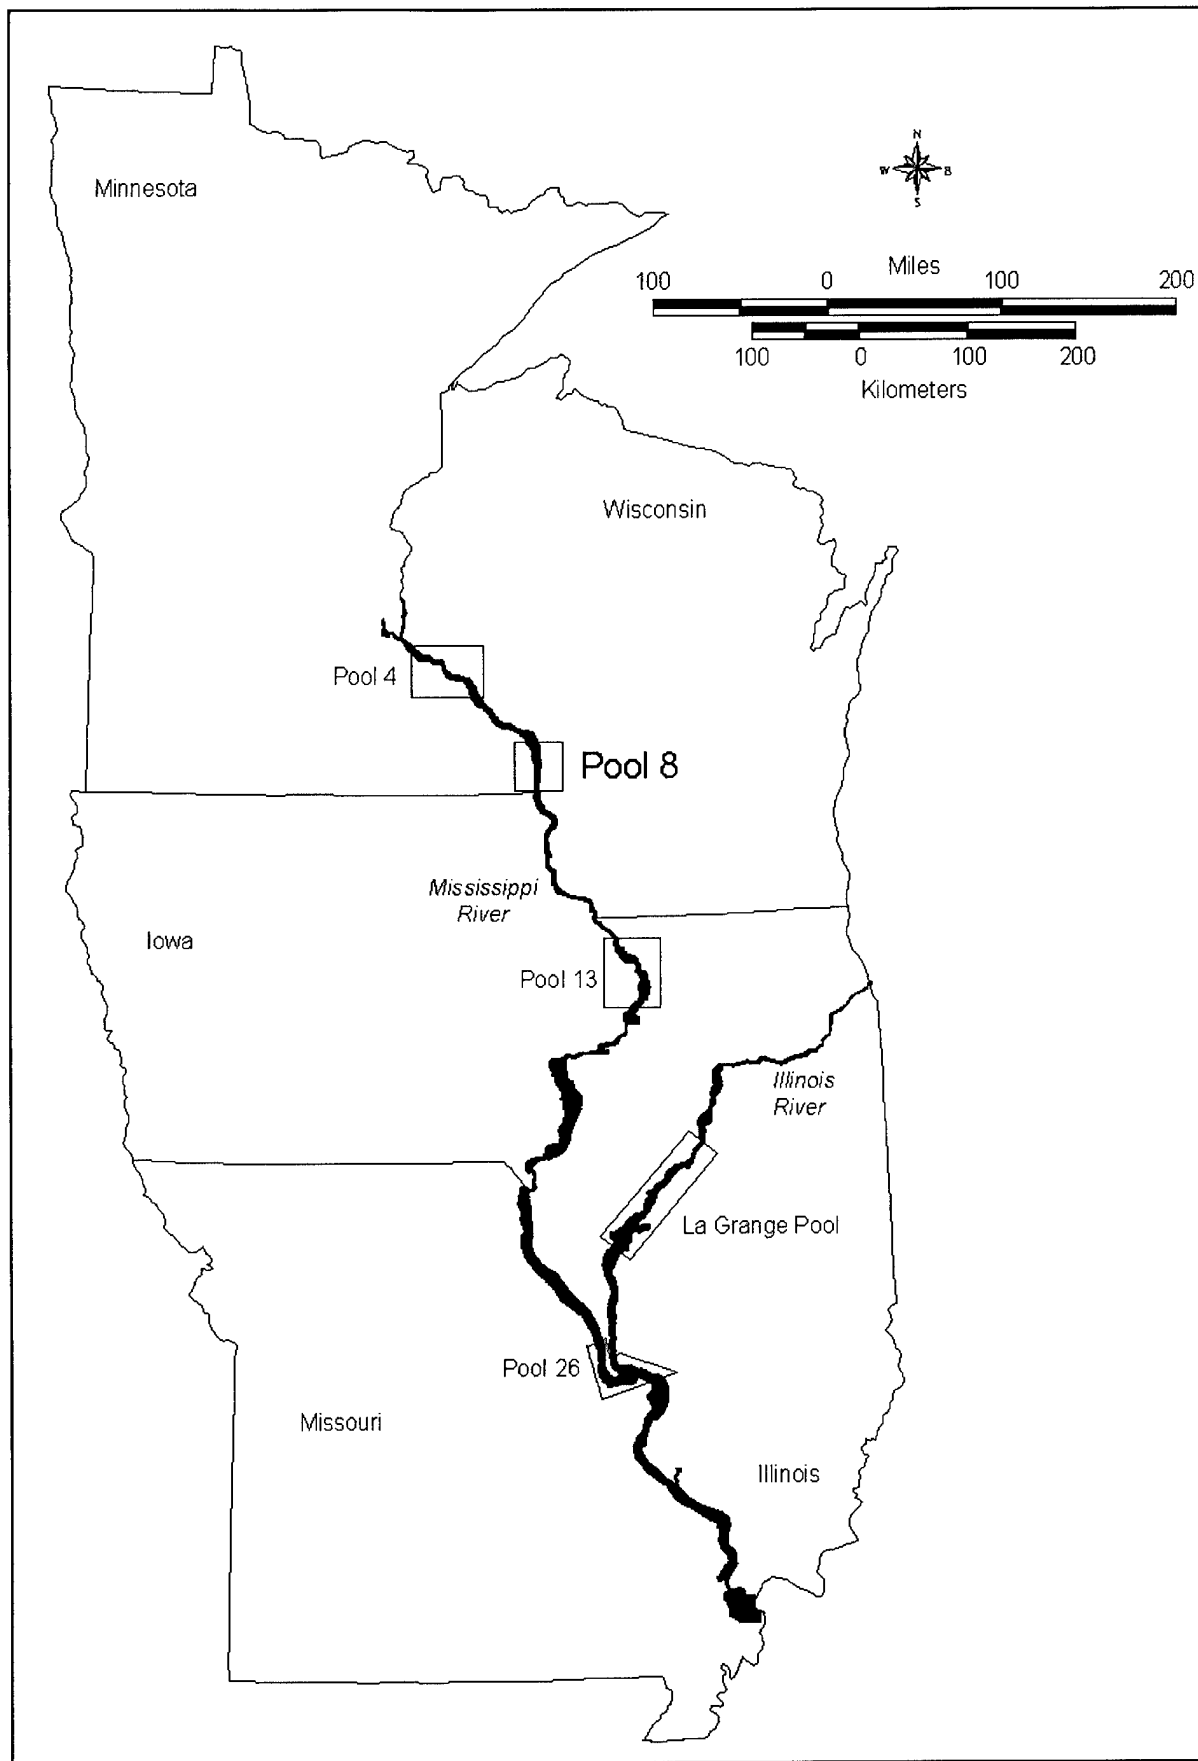 N
W B
S
Minnesota
Miles
100 0 100 200
100 0 100 200
Kilometers
Wisconsin
Pool 4
Pool 8
Mississippi
River
Iowa
Pool 13
Illinois
River
La Grange Pool
Pool 26
Missouri
Illinois